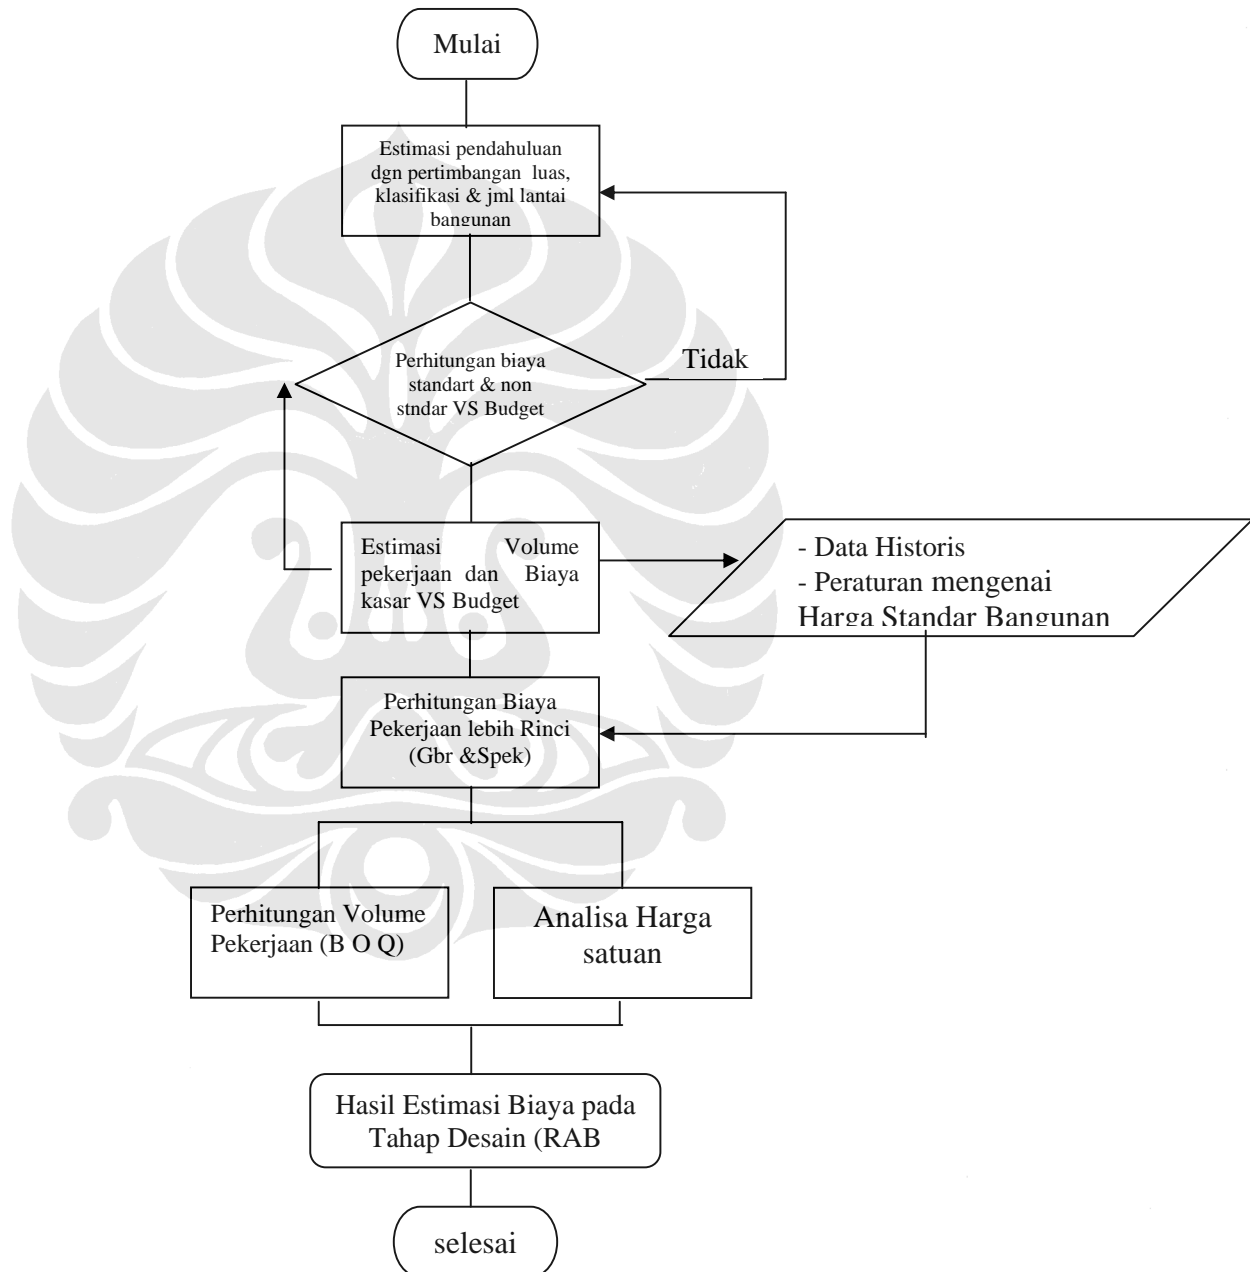 Mulai
Estimasi pendahuluan
dgn pertimbangan luas,
klasifikasi & jml lantai
bangunan
Perhitungan biaya
standart & non
stndar VS Budget
Tidak
Estimasi Volume
pekerjaan dan Biaya
kasar VS Budget
- Data Historis
- Peraturan mengenai
Harga Standar Bangunan
Perhitungan Biaya
Pekerjaan lebih Rinci
(Gbr &Spek)
Perhitungan Volume
Pekerjaan (B O Q)
Analisa Harga
satuan
Hasil Estimasi Biaya pada
Tahap Desain (RAB
selesai